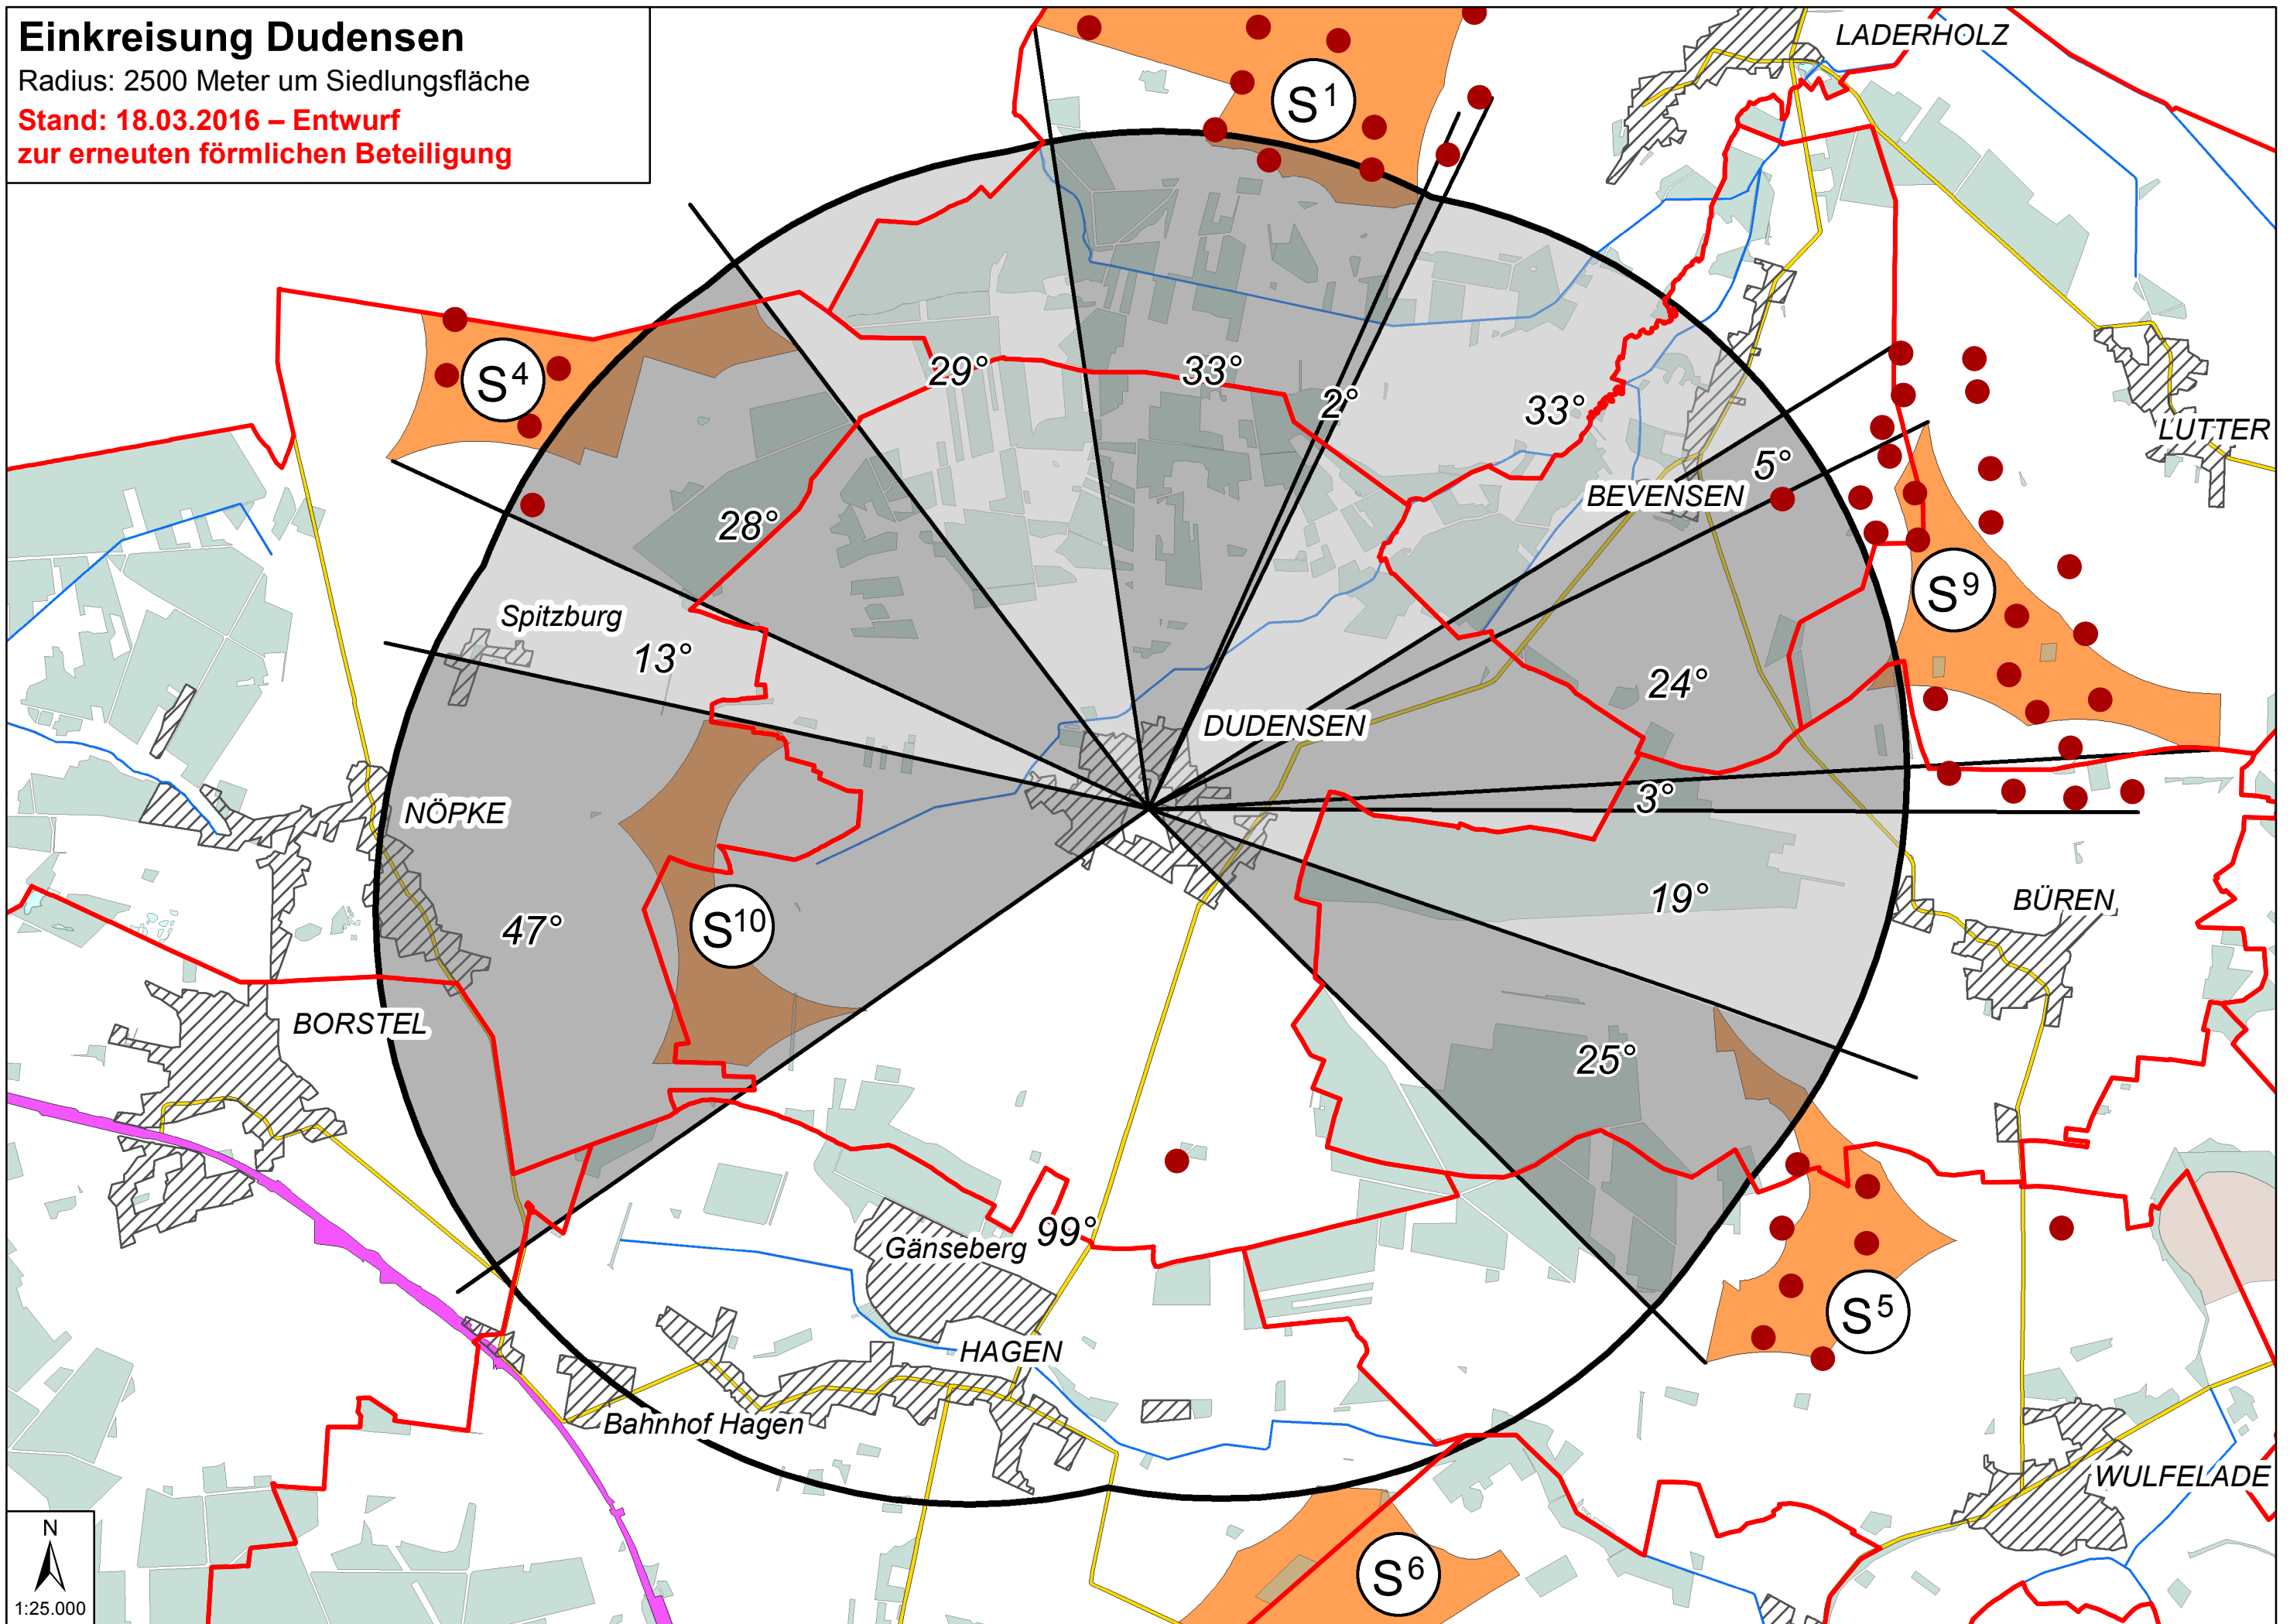 Einkreisung Dudensen
Radius: 2500 Meter um Siedlungsfläche
Stand: 18.03.2016 – Entwurf
zur erneuten förmlichen Beteiligung
LADERHOLZ
S1
S4
29°
33°
2°
33°
LUTTER
5°
BEVENSEN
28°
S9
Spitzburg
13°
24°
DUDENSEN
3°
NÖPKE
19°
BÜREN
47°
S10
BORSTEL
25°
99°
Gänseberg
S5
HAGEN
Bahnhof Hagen
WULFELADE
S6
N
1:25.000